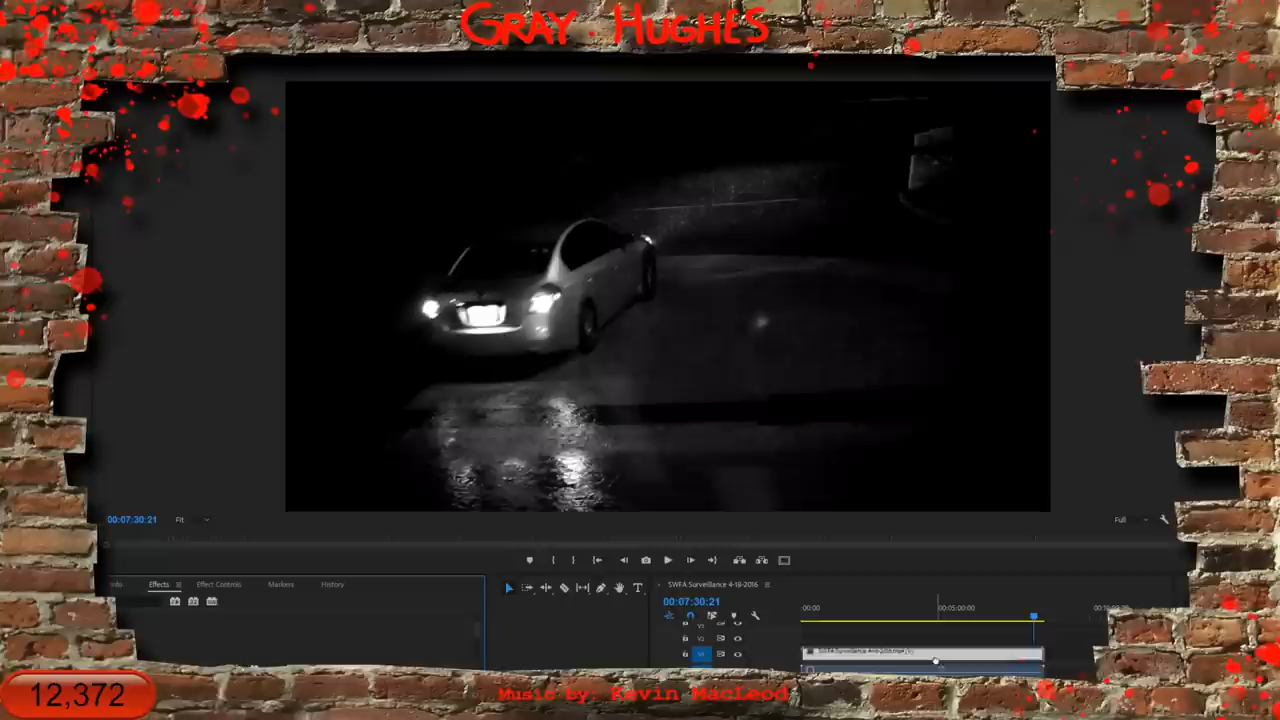 GRAY HUGHES
00:07:30:21
Fit
Full
Effects
Effect Controls
Markers
History
SWFA Surveillance 4-18-2016
00:07:30:21
:00:00
00:05:00:00
V2
12,372
Music by: Kevin MacLeod